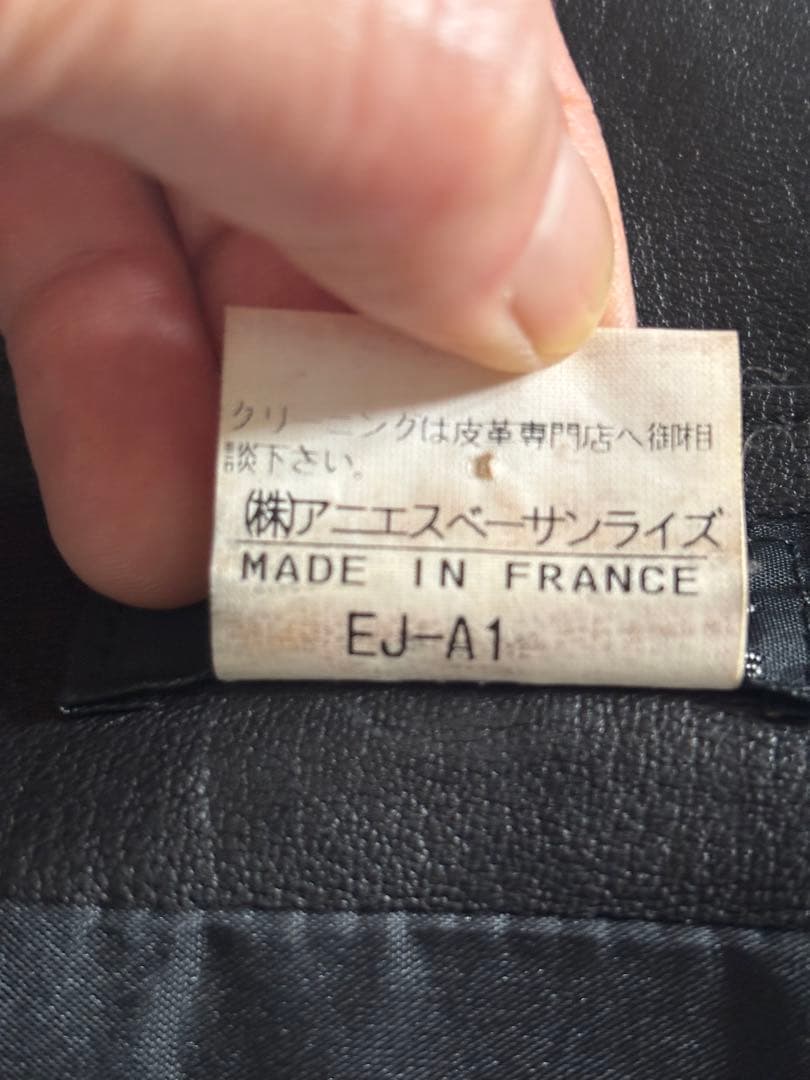 クリーニングは皮革専門店へ御相
談下さい。
(株)アニエスベーサンライズ
MADE IN FRANCE
EJ-A1